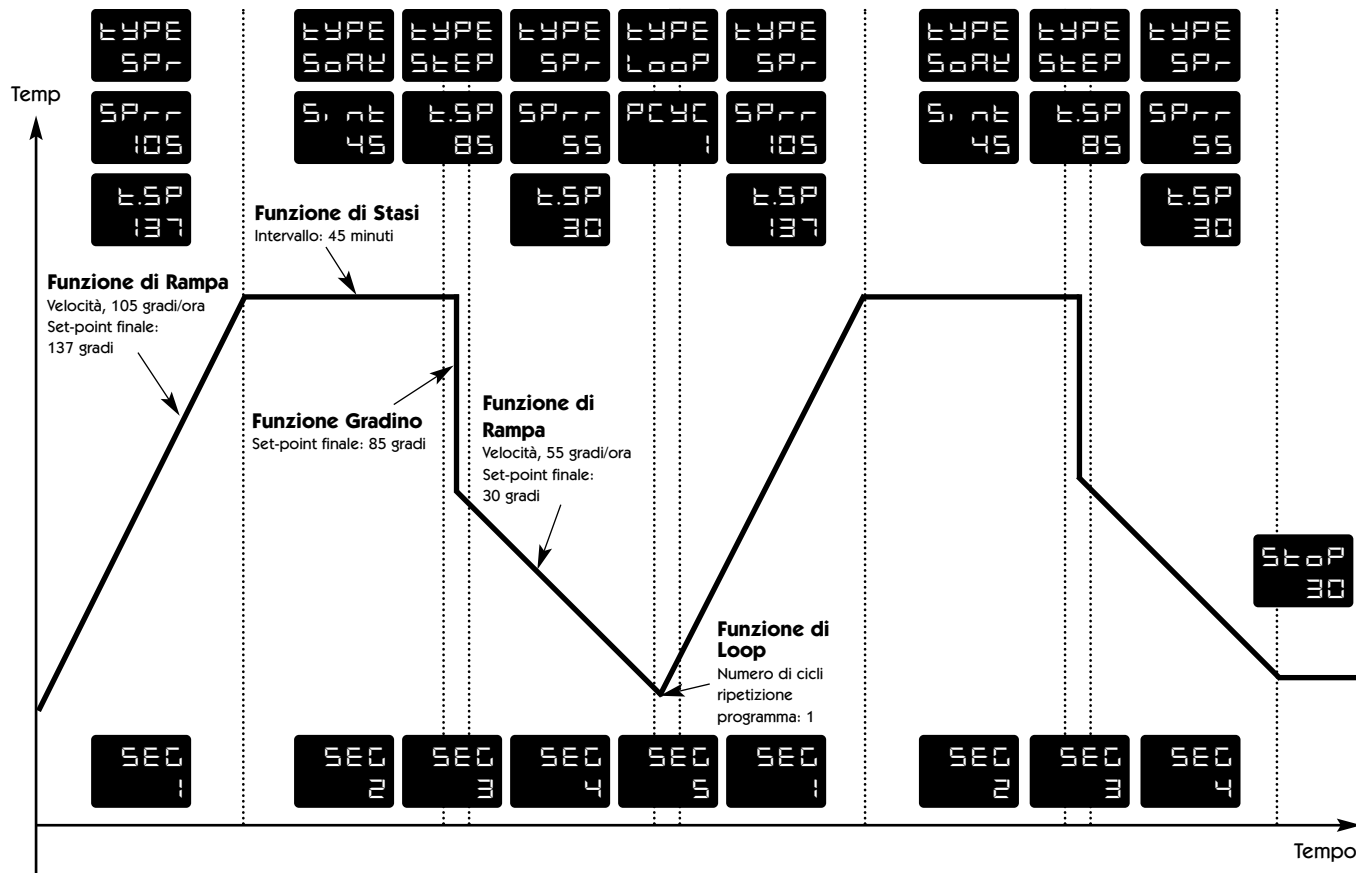 tYPE
SPr
tYPE
SoAK
tYPE
StEP
tYPE
SPr
tYPE
LooP
tYPE
SPr
tYPE
SoAK
tYPE
StEP
tYPE
SPr
Temp
SPrr
105
S, nt
45
t.SP
85
SPrr
55
PCYC
1
SPrr
105
S, nt
45
t.SP
85
SPrr
55
t.SP
137
t.SP
30
t.SP
137
t.SP
30
Funzione di Stasi
Intervallo: 45 minuti
Funzione di Rampa
Velocità, 105 gradi/ora
Set-point finale:
137 gradi
Funzione Gradino
Set-point finale: 85 gradi
Funzione di
Rampa
Velocità, 55 gradi/ora
Set-point finale:
30 gradi
StoP
30
Funzione di
Loop
Numero di cicli
ripetizione
programma: 1
SEG
1
SEG
2
SEG
3
SEG
4
SEG
5
SEG
1
SEG
2
SEG
3
SEG
4
Tempo